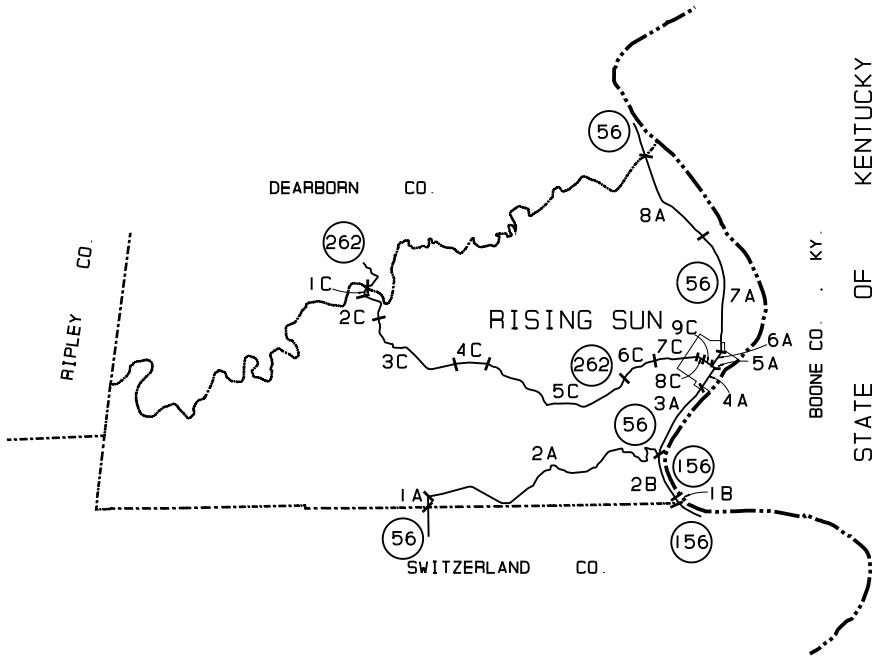 56
KENTUCKY
DEARBORN CO.
8A
262
RIPLEY CO.
1C
56
7A
BOONE CO. . KY.
OF
2C
RISING SUN
9C
6A
3C
4C
262
6C
7C
5A
8C
5C
3A
4A
STATE
56
2A
156
2B
1B
1A
56
156
SWITZERLAND CO.